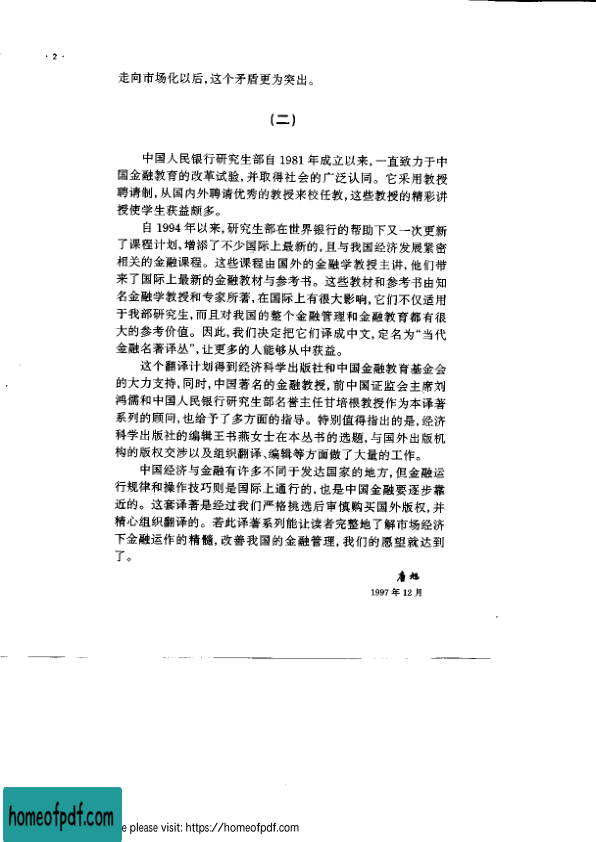 · 2 ·
走向市场化以后,这个矛盾更为突出。
(二)
中国人民银行研究生部自 1981 年成立以来,一直致力于中
国金融教育的改革试验,并取得社会的广泛认同。它采用教授
聘请制,从国内外聘请优秀的教授来校任教,这些教授的精彩讲
授使学生获益颇多。
自 1994 年以来,研究生部在世界银行的帮助下又一次更新
了课程计划,增添了不少国际上最新的,且与我国经济发展紧密
相关的金融课程。这些课程由国外的金融学教授主讲,他们带
来了国际上最新的金融教材与参考书。这些教材和参考书由知
名金融学教授和专家所著,在国际上有很大影响,它们不仅适用
于我部研究生,而且对我国的整个金融管理和金融教育都有很
大的参考价值。因此,我们决定把它们译成中文,定名为“当代
金融名著译丛”,让更多的人能够从中获益。
这个翻译计划得到经济科学出版社和中国金融教育基金会
的大力支持,同时,中国著名的金融教授,前中国证监会主席刘
鸿儒和中国人民银行研究生部名誉主任甘培根教授作为本译著
系列的顾问,也给予了多方面的指导。特别值得指出的是,经济
科学出版社的编辑王书燕女士在本丛书的选题,与国外出版机
构的版权交涉以及组织翻译、编辑等方面做了大量的工作。
中国经济与金融有许多不同于发达国家的地方,但金融运
行规律和操作技巧则是国际上通行的,也是中国金融要逐步靠
近的。这套译著是经过我们严格挑选后审慎购买国外版权,并
精心组织翻译的。若此译著系列能让读者完整地了解市场经济
下金融运作的精髓,改善我国的金融管理,我们的愿望就达到
了。
唐旭
1997 年 12 月
homeofpdf.com
e please visit: https://homeofpdf.com